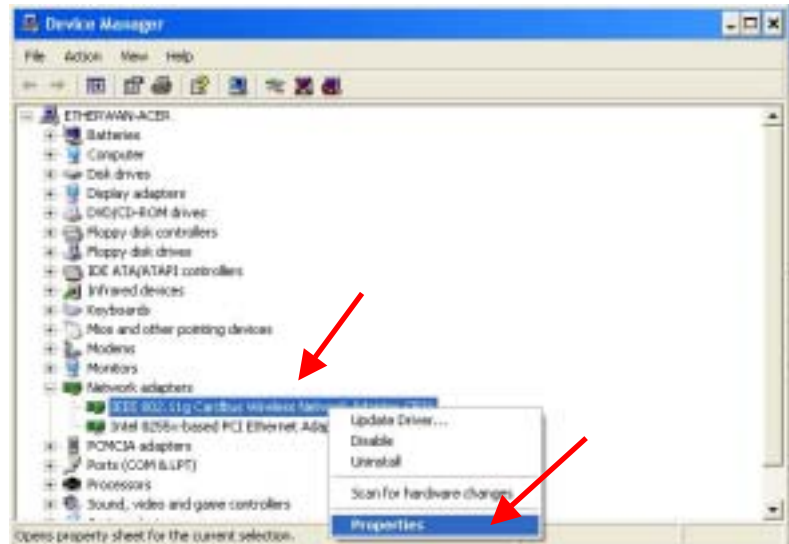 Device Manager
File Action View Help
ETHERWAN-ACER
Batteries
Computer
Disk drives
Display adapters
DVD/CD-ROM drives
Floppy disk controllers
Floppy disk drives
IDE ATA/ATAPI controllers
Infrared devices
Keyboards
Mice and other pointing devices
Modems
Monitors
Network adapters
IEEE 802.11g Cardbus Wireless Network
Intel 8255x-based PCI Ethernet Adap
PCMCIA adapters
Ports (COM & LPT)
Processors
Sound, video and game controllers
Update Driver...
Disable
Uninstall
Scan for hardware changes
Properties
Opens property sheet for the current selection.